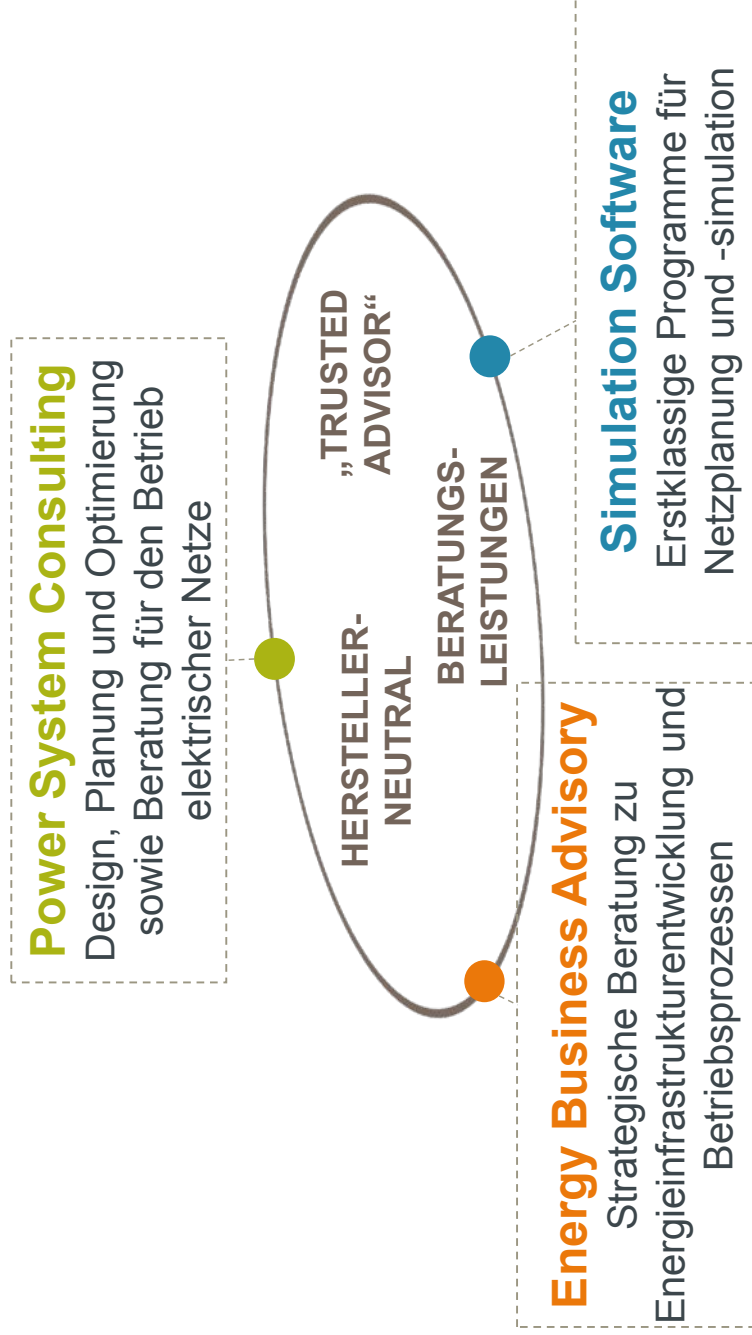 Power System Consulting
Design, Planung und Optimierung
sowie Beratung für den Betrieb
elektrischer Netze
HERSTELLER-
NEUTRAL
„TRUSTED
ADVISOR“
BERATUNGS-
LEISTUNGEN
Energy Business Advisory
Strategische Beratung zu
Energieinfrastrukturentwicklung und
Betriebsprozessen
Simulation Software
Erstklassige Programme für
Netzplanung und -simulation